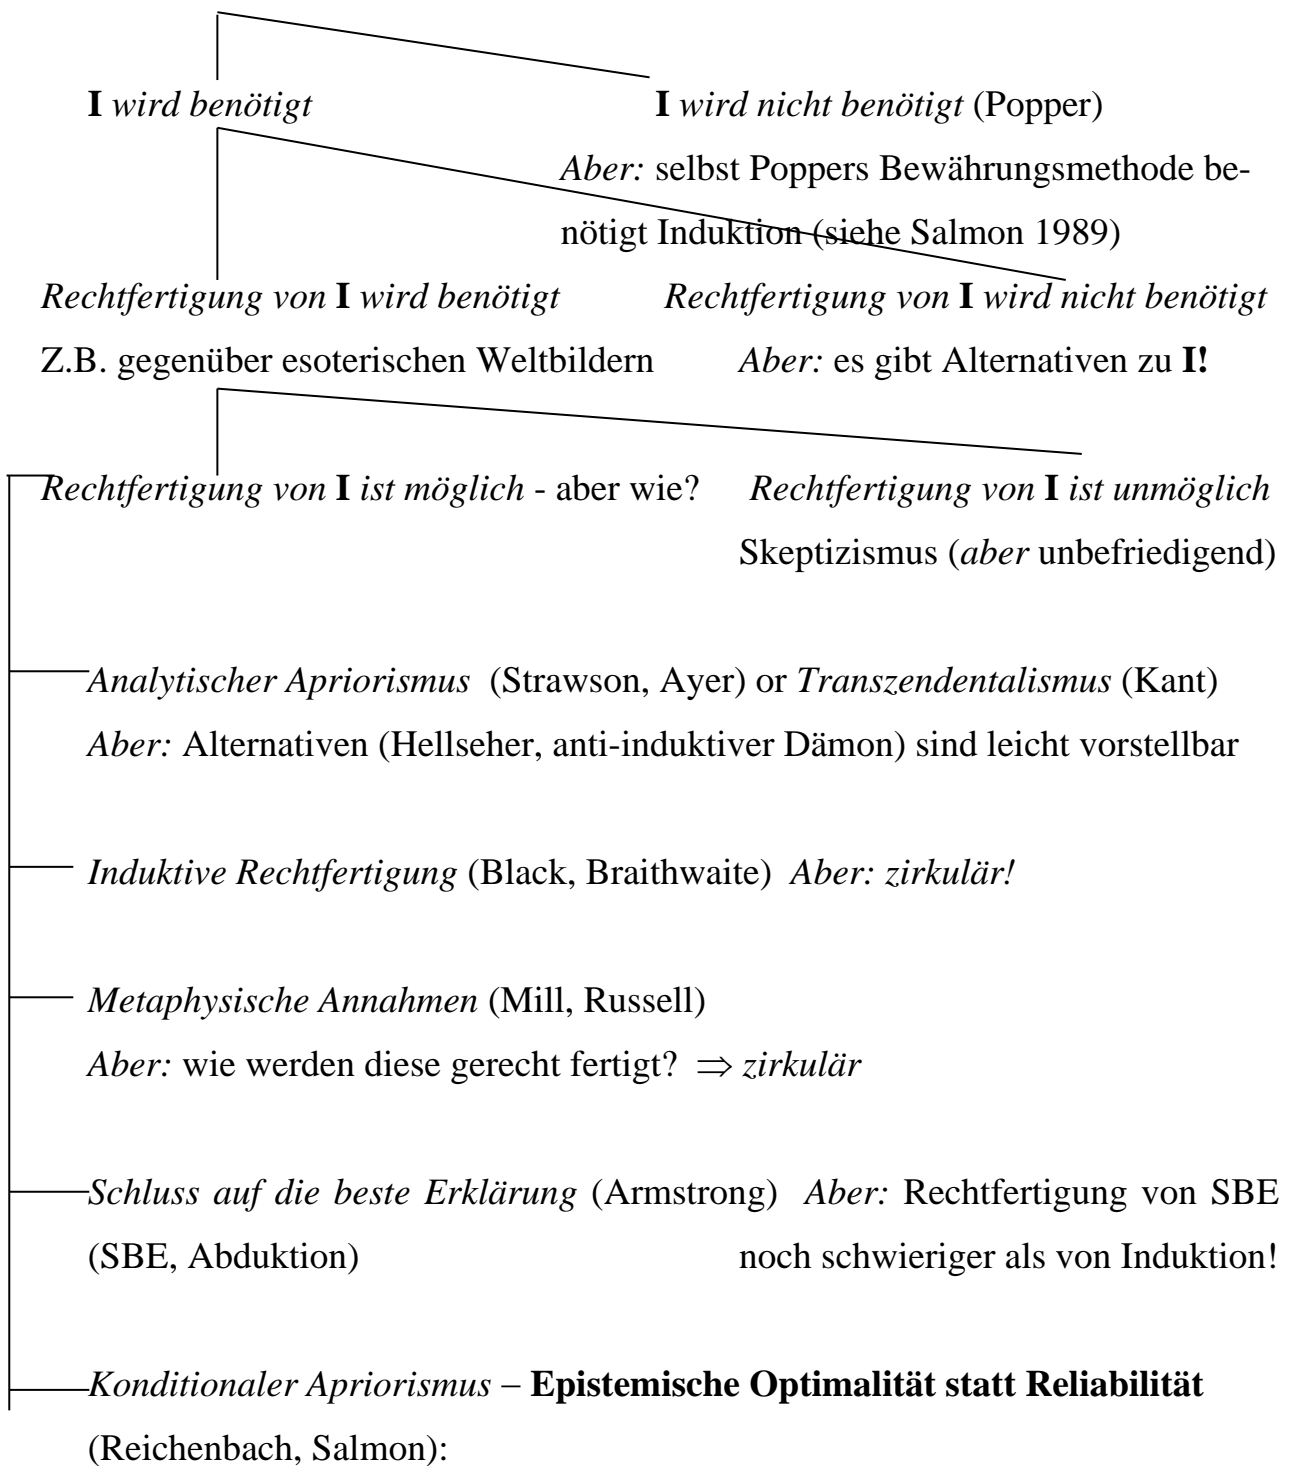 I wird benötigt I wird nicht benötigt (Popper)
Aber: selbst Poppers Bewährungsmethode be-
nötigt Induktion (siehe Salmon 1989)
Rechtfertigung von I wird benötigt Rechtfertigung von I wird nicht benötigt
Z.B. gegenüber esoterischen Weltbildern Aber: es gibt Alternativen zu I!
Rechtfertigung von I ist möglich - aber wie? Rechtfertigung von I ist unmöglich
Skeptizismus (aber unbefriedigend)
Analytischer Apriorismus (Strawson, Ayer) or Transzendentalismus (Kant)
Aber: Alternativen (Hellseher, anti-induktiver Dämon) sind leicht vorstellbar
Induktive Rechtfertigung (Black, Braithwaite) Aber: zirkulär!
Metaphysische Annahmen (Mill, Russell)
Aber: wie werden diese gerecht fertigt? ⇒ zirkulär
Schluss auf die beste Erklärung (Armstrong) Aber: Rechtfertigung von SBE
(SBE, Abduktion) noch schwieriger als von Induktion!
Konditionaler Apriorismus – Epistemische Optimalität statt Reliabilität
(Reichenbach, Salmon):